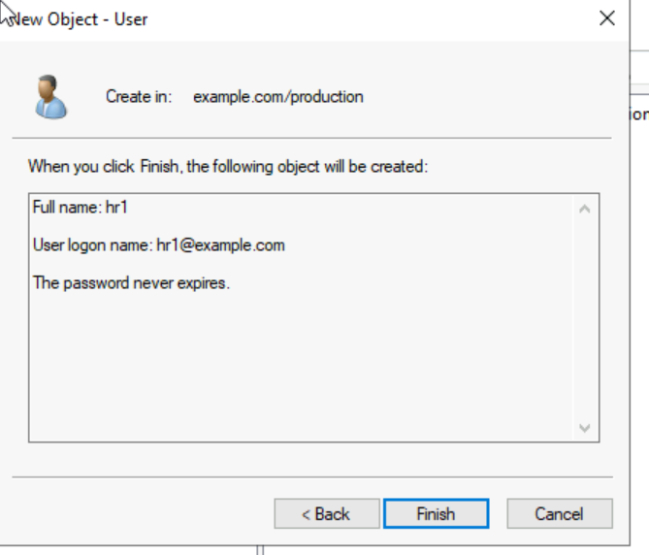 New Object - User
Create in: example.com/production
When you click Finish, the following object will be created:
Full name: hr1
User logon name: hr1@example.com
The password never expires.
< Back
Finish
Cancel